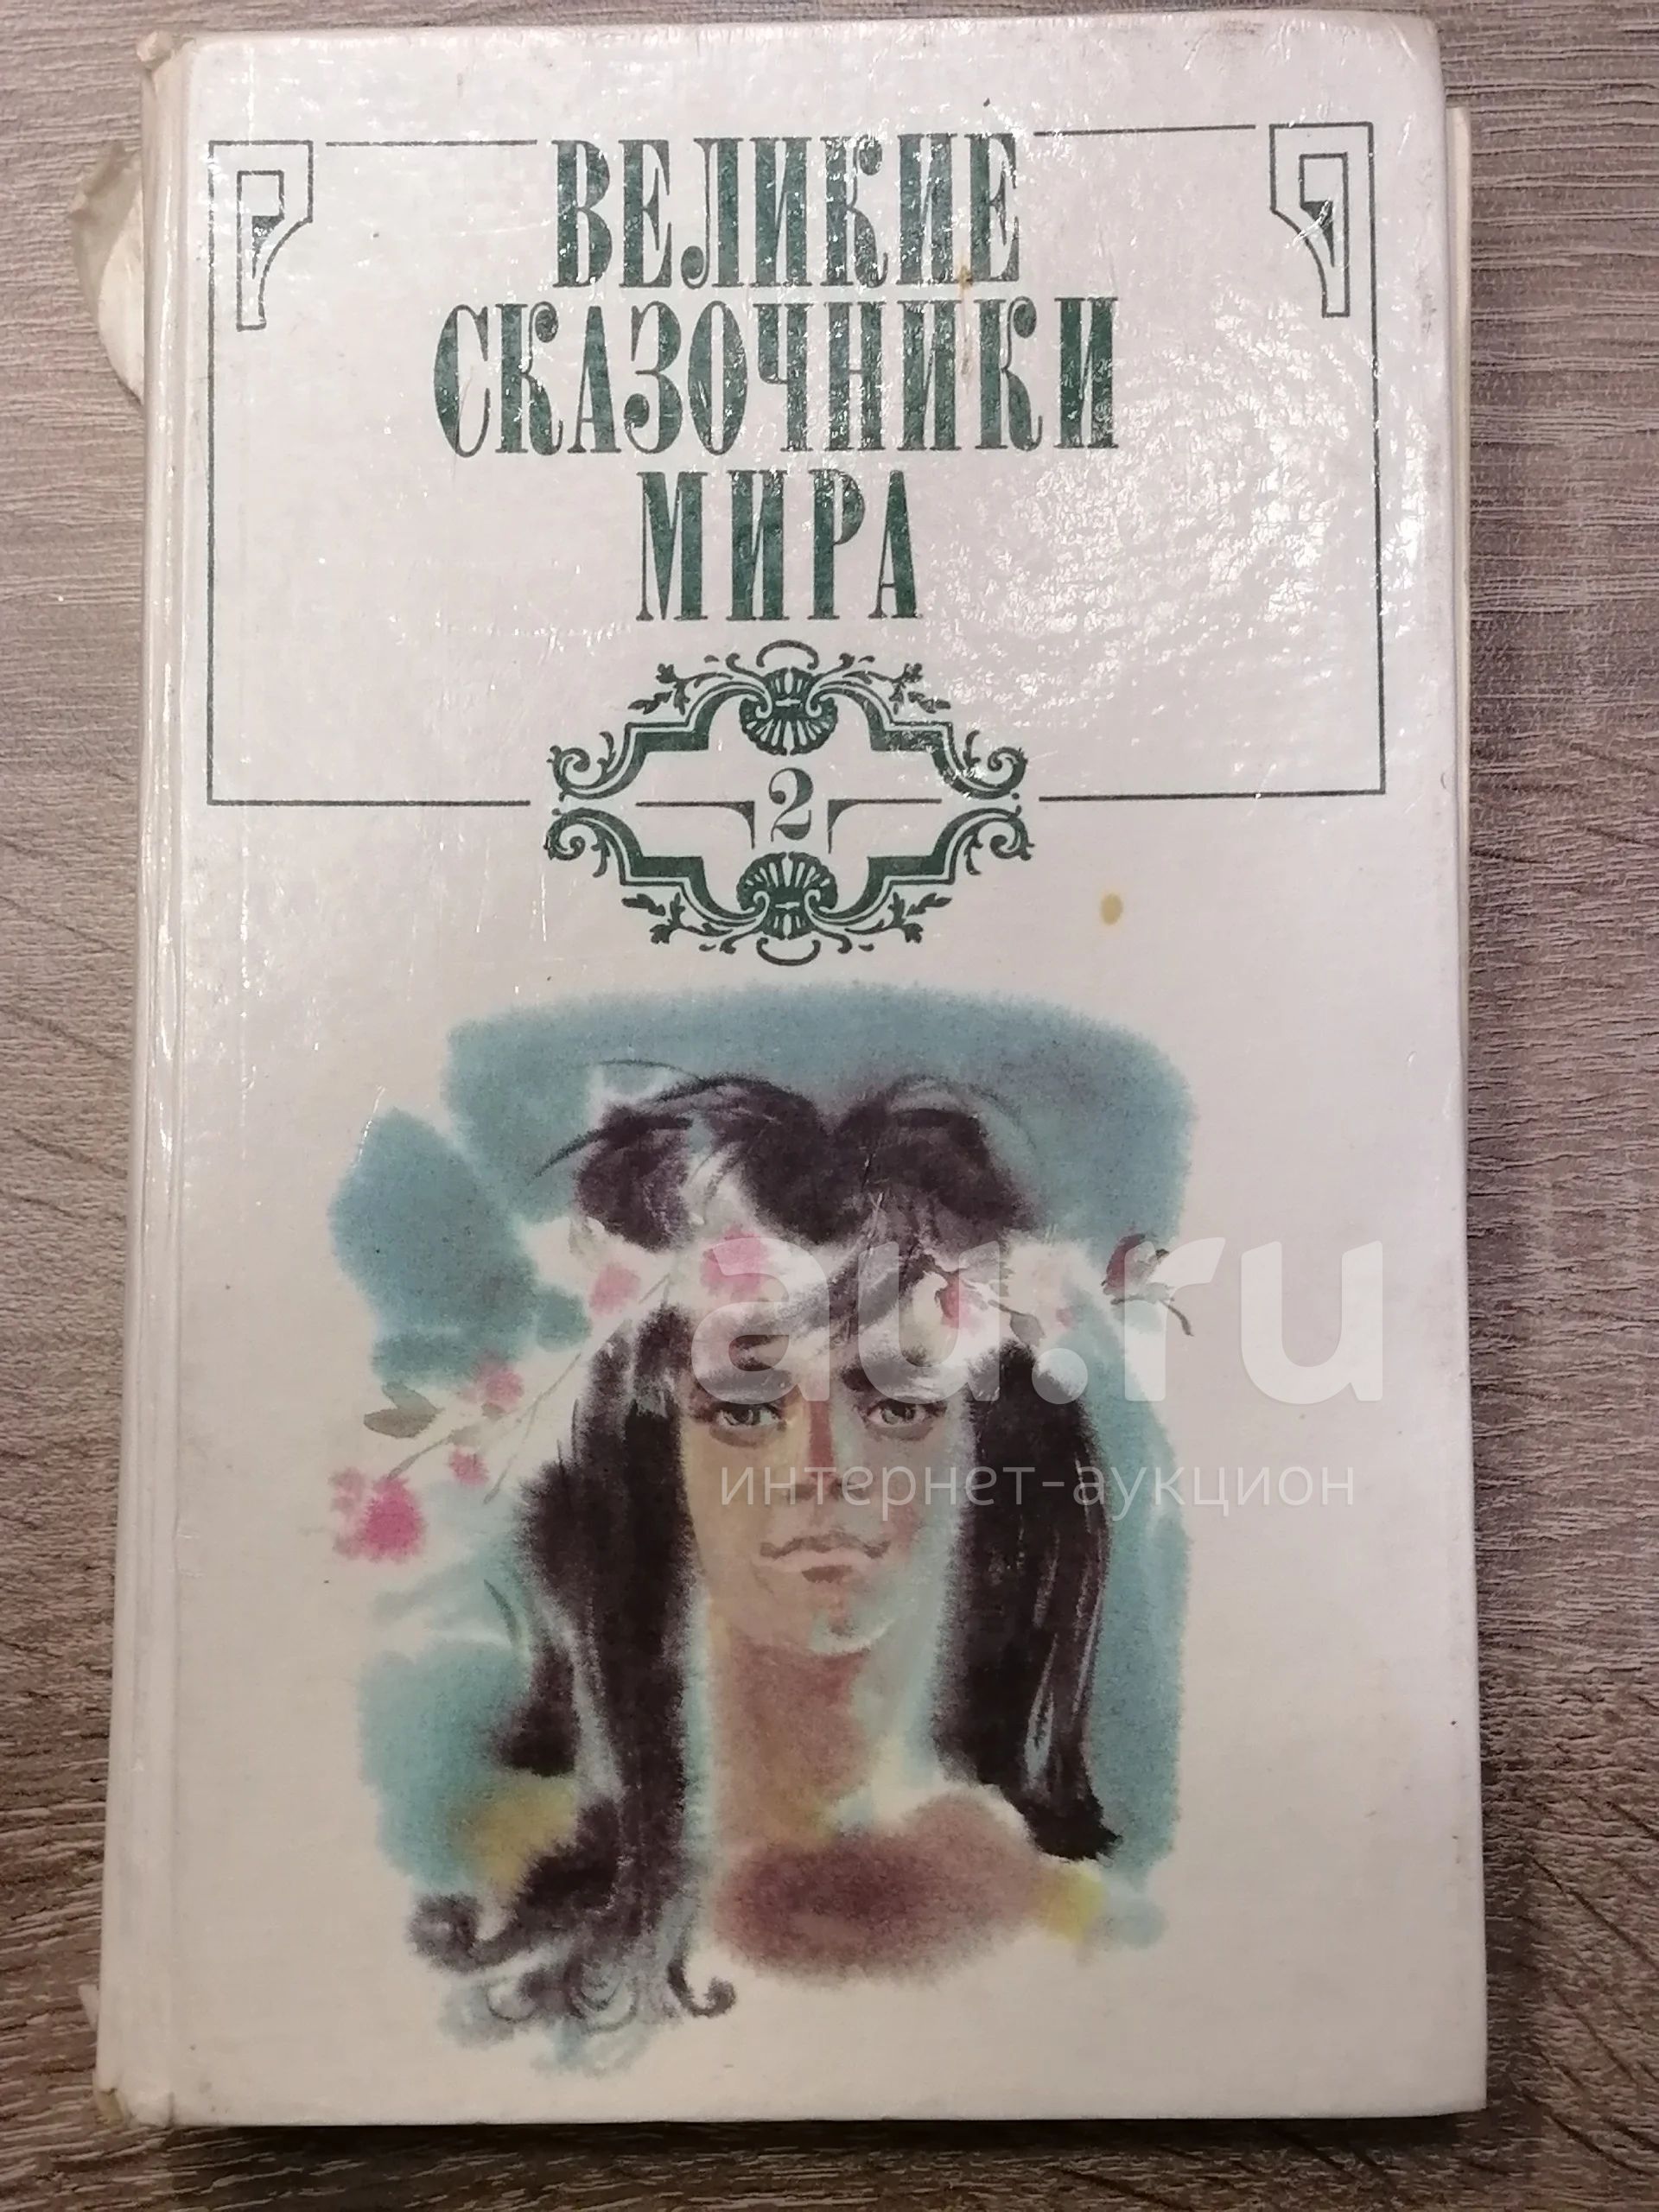 ВЕЛИКИЕ
СКАЗОЧНИКИ
МИРА
2
au.ru
интернет-аукцион